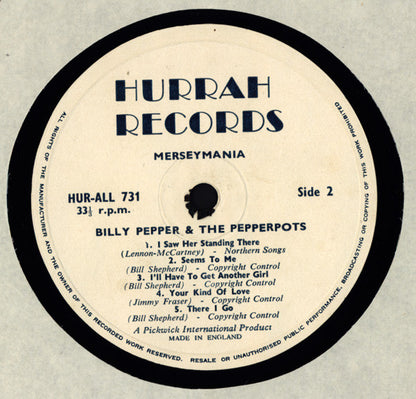 HURRAH
RECORDS
MERSEYMANIA
HUR-ALL 731
33⅓ r.p.m.
Side 2
BILLY PEPPER & THE PEPPERPOTS
1. I Saw Her Standing There
(Lennon-McCartney) - Northern Songs
2. Seems To Me
(Bill Shepherd) - Copyright Control
3. I'll Have To Get Another Girl
(Bill Shepherd) - Copyright Control
4. Your Kind Of Love
(Jimmy Fraser) - Copyright Control
5. There I Go
(Bill Shepherd) - Copyright Control
A Pickwick International Product
MADE IN ENGLAND
ALL RIGHTS OF THE MANUFACTURER AND THE OWNER OF THIS RECORDED WORK RESERVED. RESALE OR UNAUTHORISED PUBLIC PERFORMANCE, BROADCASTING OR COPYING OF THIS WORK PROHIBITED